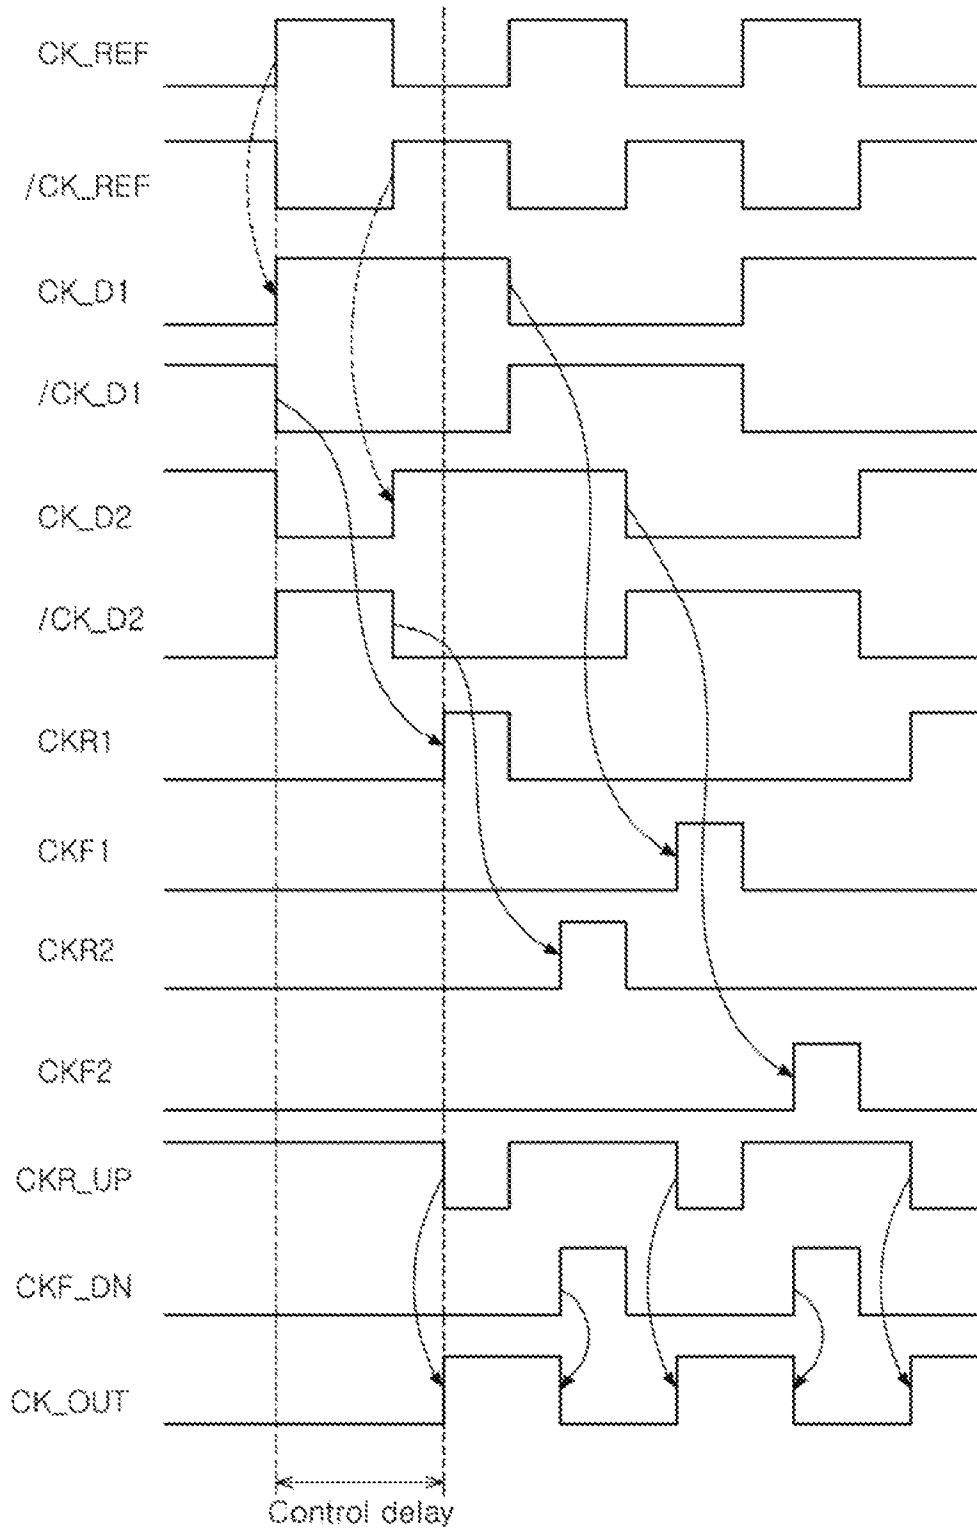 CK_REF
/CK_REF
CK_D1
/CK_D1
CK_D2
/CK_D2
CKR1
CKF1
CKR2
CKF2
CKR_UP
CKF_DN
CK_OUT
Control delay